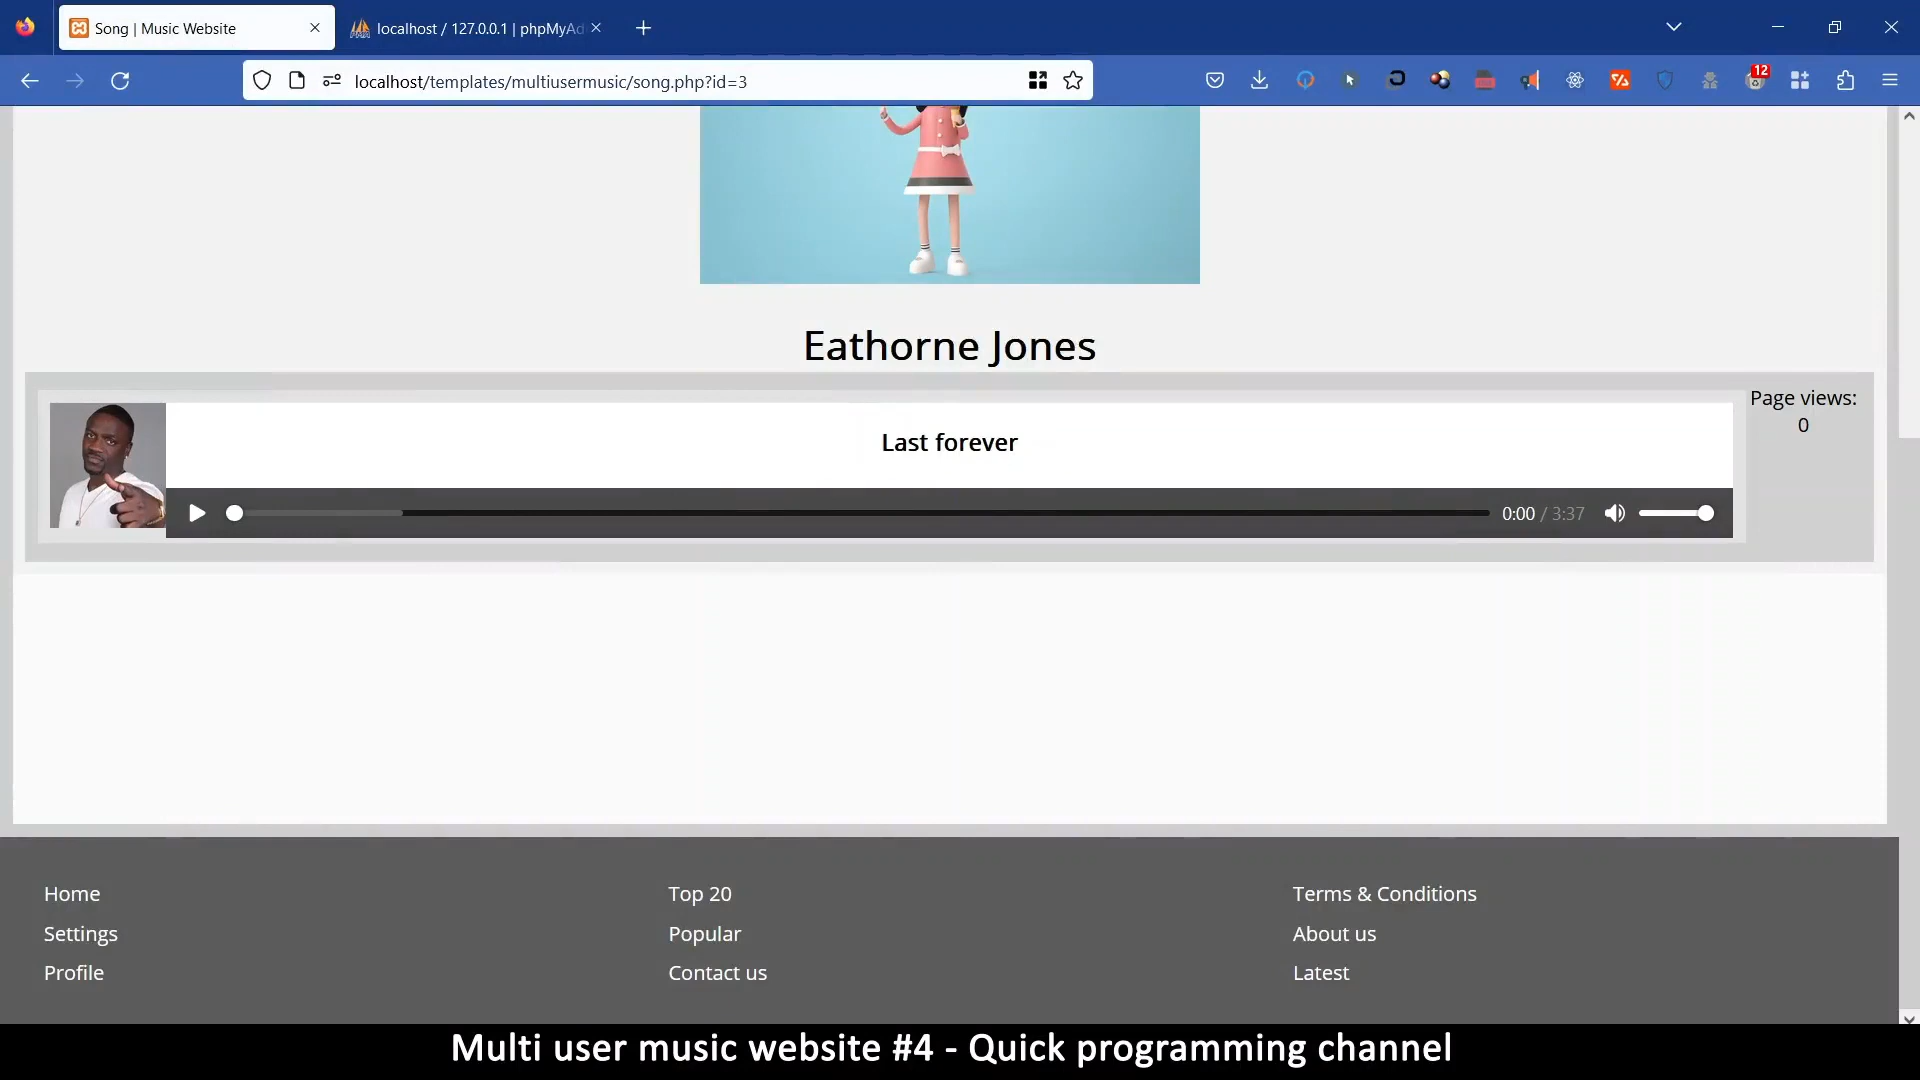 Song | Music Website
localhost / 127.0.0.1 | phpMyAd
localhost/templates/multiusermusic/song.php?id=3
12
Eathorne Jones
Page views:
0
Last forever
0:00 / 3:37
Home
Top 20
Terms & Conditions
Settings
Popular
About us
Profile
Contact us
Latest
Multi user music website #4 - Quick programming channel